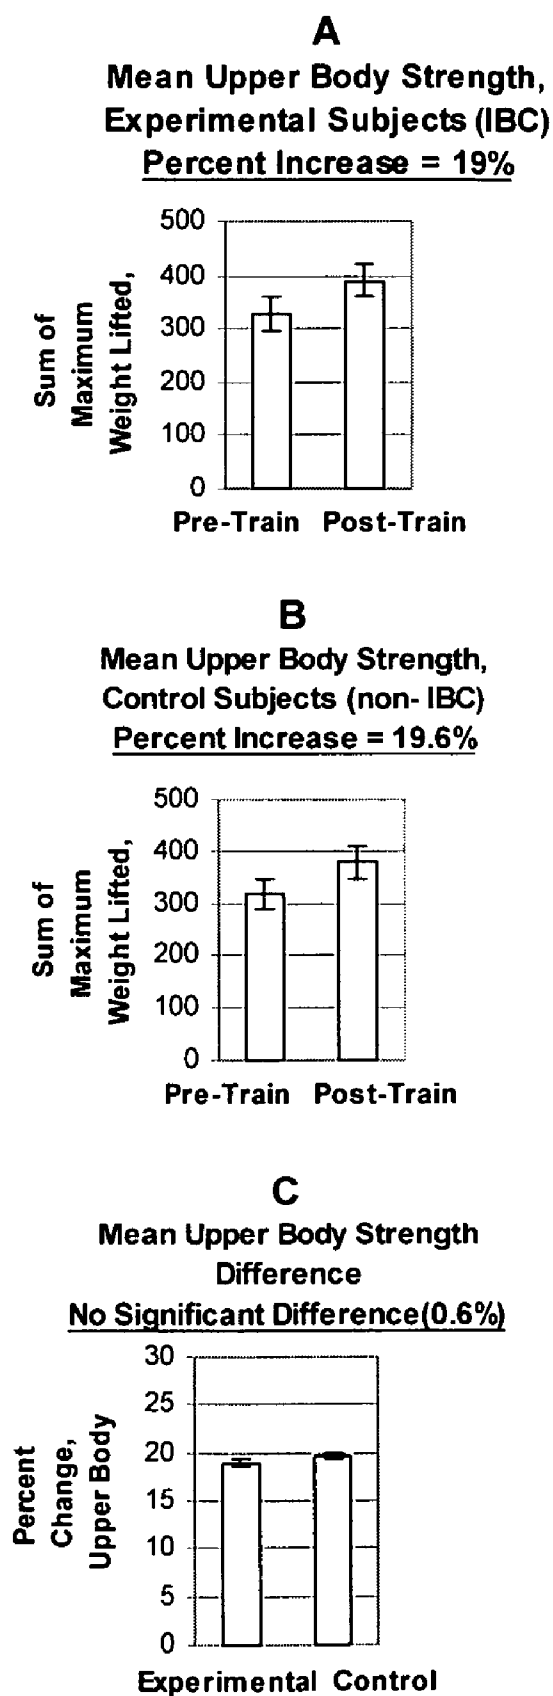 A
Mean Upper Body Strength,
Experimental Subjects (IBC)
Percent Increase = 19%
500
400
300
200
100
0
Sum of
Maximum
Weight Lifted,
Pre-Train Post-Train
B
Mean Upper Body Strength,
Control Subjects (non- IBC)
Percent Increase = 19.6%
500
400
300
200
100
0
Sum of
Maximum
Weight Lifted,
Pre-Train Post-Train
C
Mean Upper Body Strength
Difference
No Significant Difference(0.6%)
30
25
20
15
10
5
0
Percent
Change,
Upper Body
Experimental Control